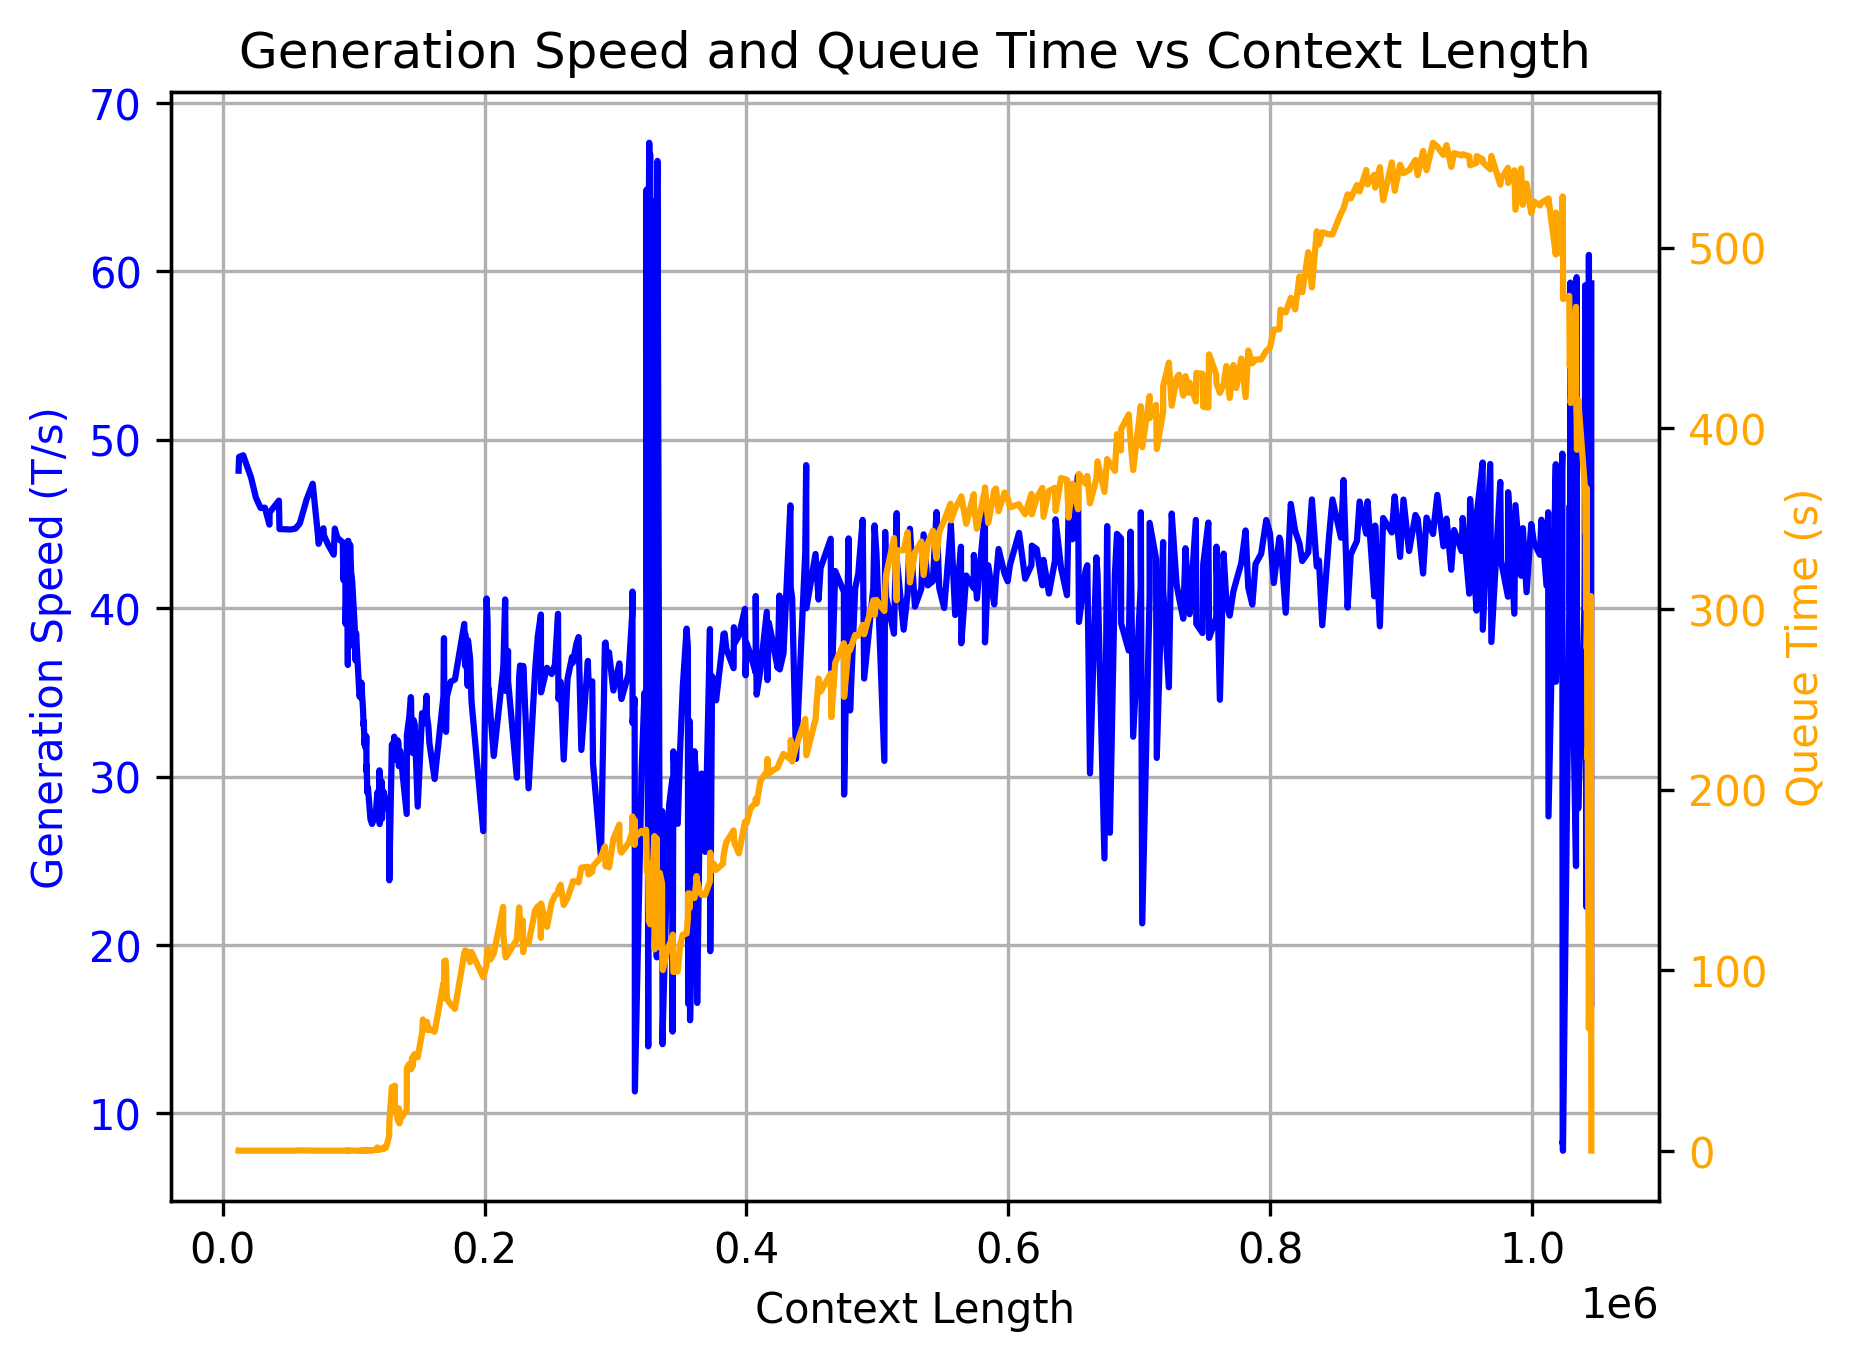 Generation Speed and Queue Time vs Context Length
70
60
50
40
30
20
10
Generation Speed (T/s)
500
400
300
200
100
0
Queue Time (s)
0.0 0.2 0.4 0.6 0.8 1.0
1e6
Context Length